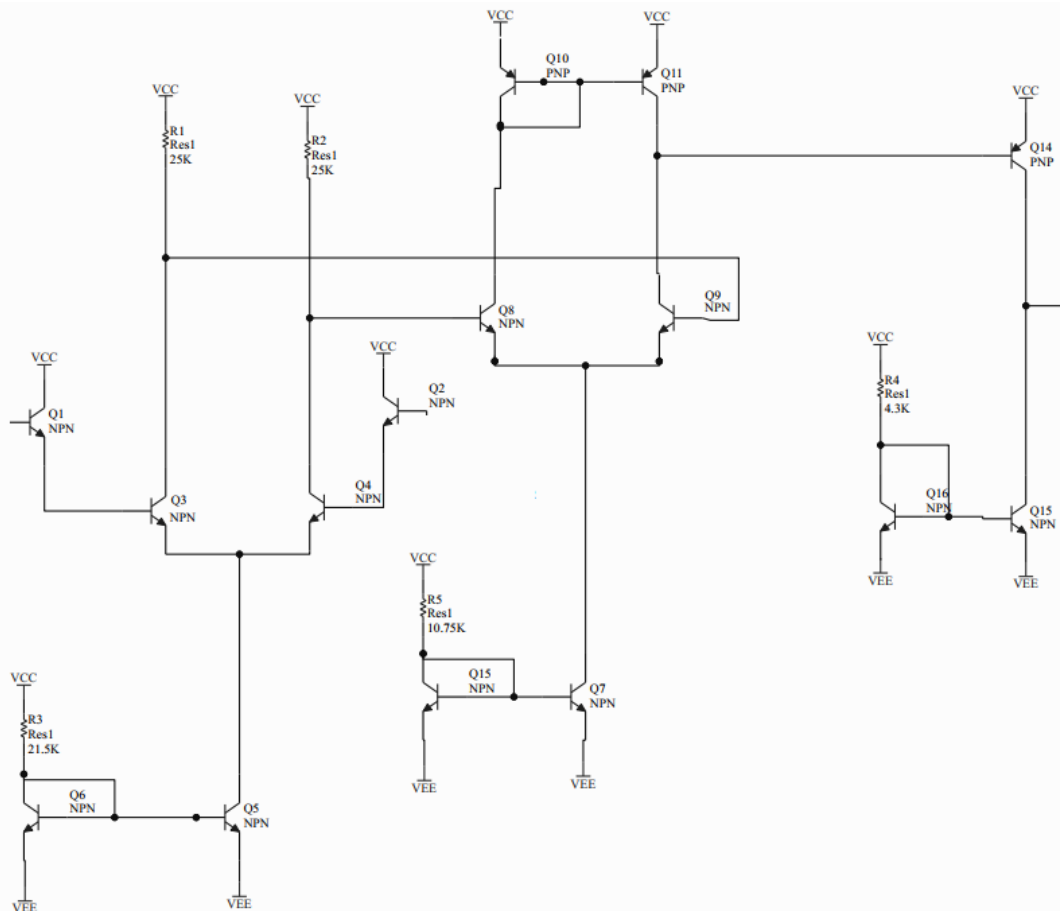 VCC
VCC
Q10
PNP
Q11
PNP
VCC
VCC
VCC
R1
Res1
25K
R2
Res1
25K
Q14
PNP
Q8
NPN
Q9
NPN
VCC
VCC
VCC
R4
Res1
4.3K
Q1
NPN
Q2
NPN
Q3
NPN
Q4
NPN
Q16
NPN
Q15
NPN
VCC
VEE
VEE
R5
Res1
10.75K
Q15
NPN
Q7
NPN
VCC
R3
Res1
21.5K
VEE
VEE
Q6
NPN
Q5
NPN
VEE
VEE